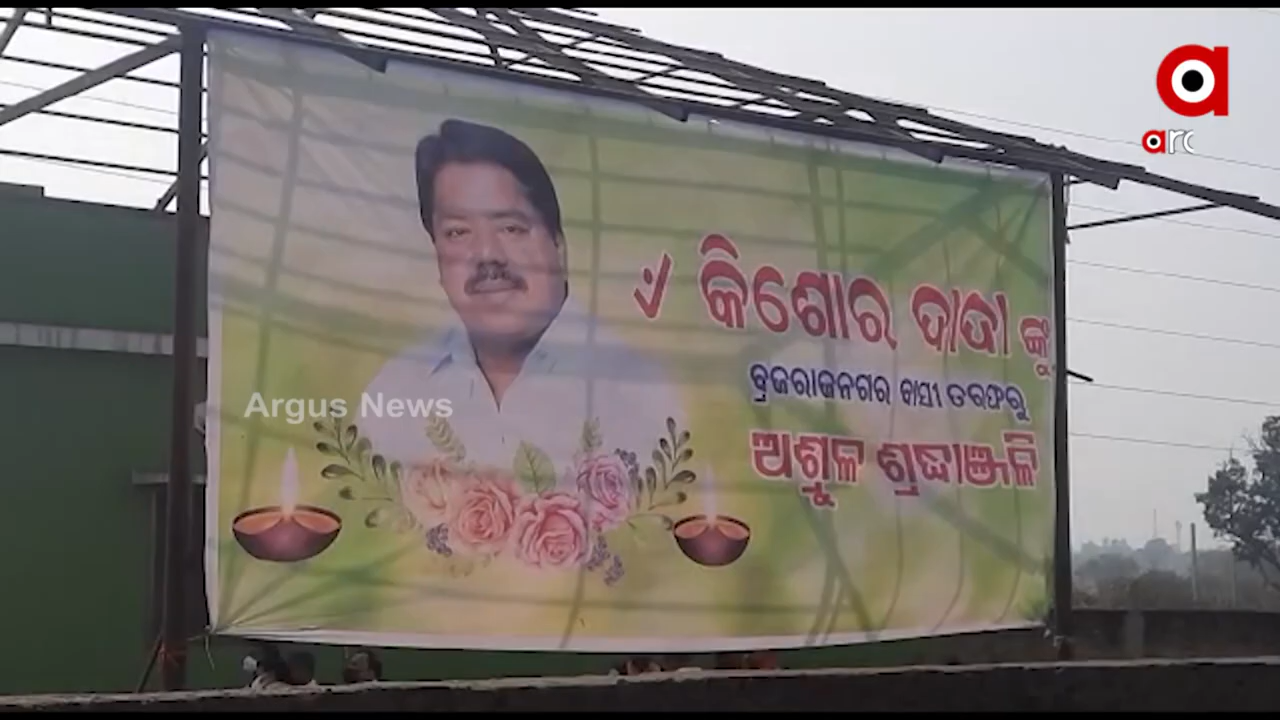 arc
୰ କିଶୋର ଦାଦା ଙ୍କୁ
ବ୍ରଜରାଜନଗର ବାସୀ ତରଫରୁ
ଅଶ୍ରୁଳ ଶ୍ରଦ୍ଧାଞ୍ଜଳି
Argus News